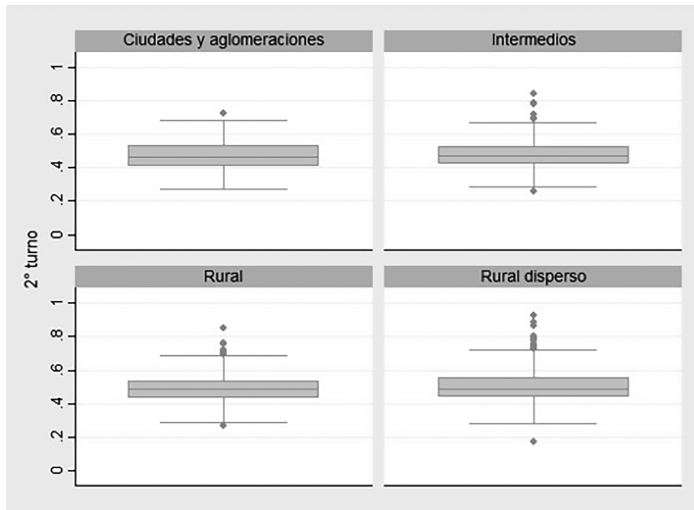 Ciudades y aglomeraciones
Intermedios
1
.8
.6
.4
.2
0
Rural
Rural disperso
1
.8
.6
.4
.2
0
2° turno